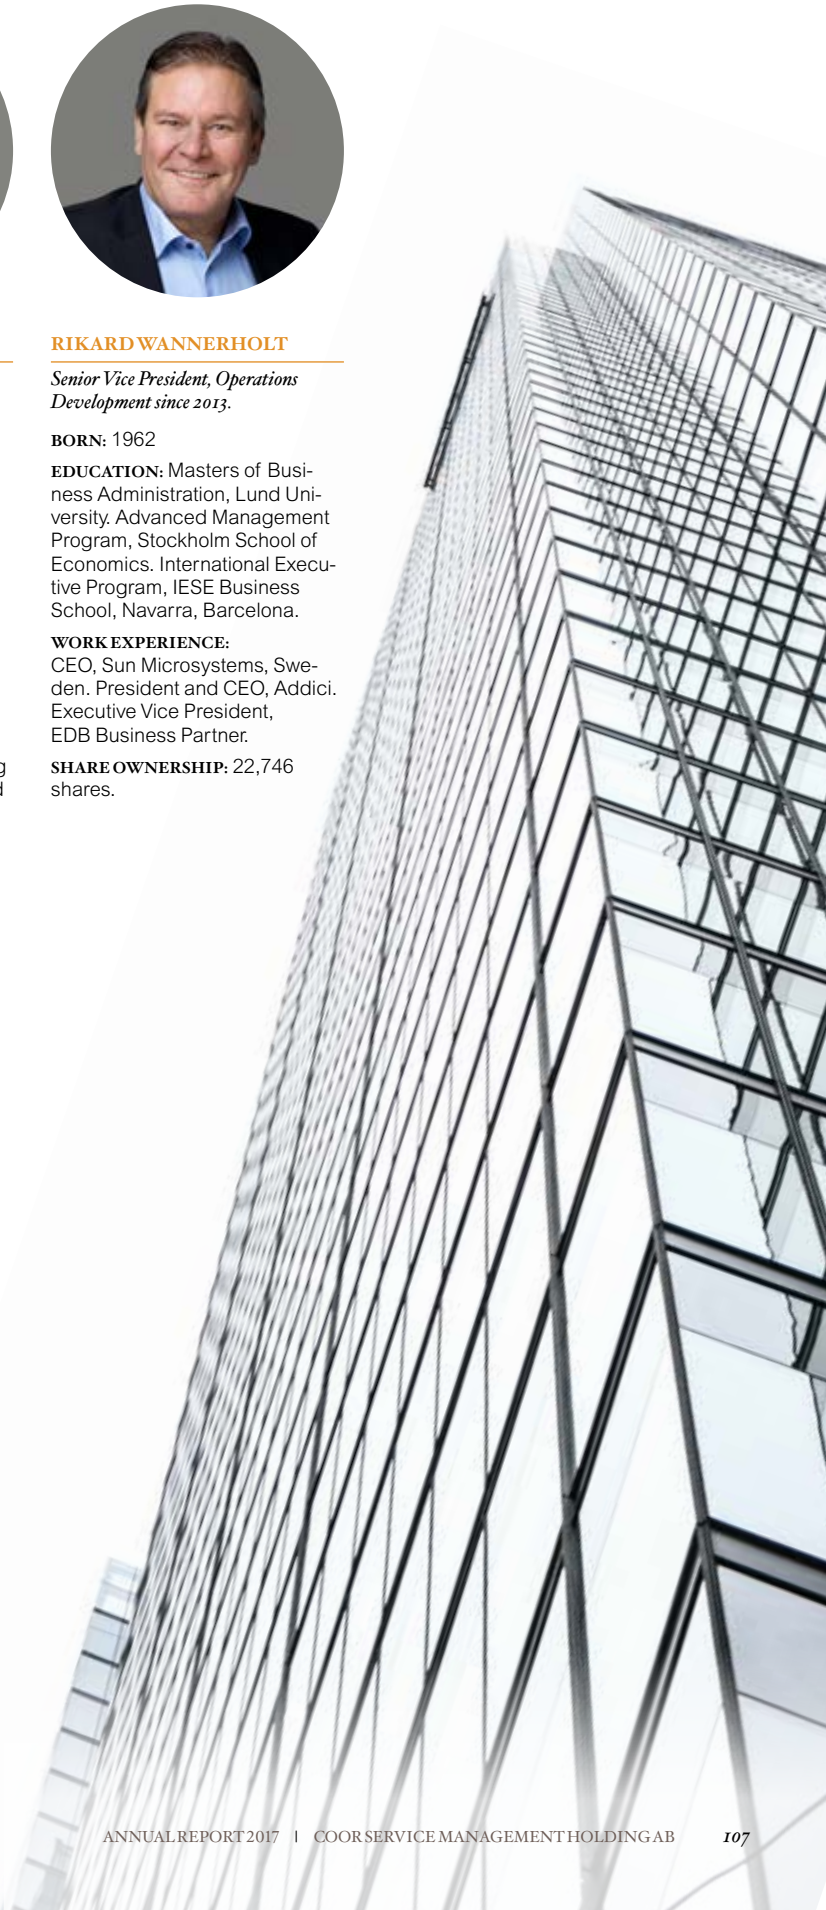 RIKARD WANNERHOLT
Senior Vice President, Operations
Development since 2013.
BORN: 1962
EDUCATION: Masters of Busi-
ness Administration, Lund Uni-
versity. Advanced Management
Program, Stockholm School of
Economics. International Execu-
tive Program, IESE Business
School, Navarra, Barcelona.
WORK EXPERIENCE:
CEO, Sun Microsystems, Swe-
den. President and CEO, Addici.
Executive Vice President,
EDB Business Partner.
g
SHARE OWNERSHIP: 22,746
d
shares.
ANNUAL REPORT 2017 | COOR SERVICE MANAGEMENT HOLDING AB 107